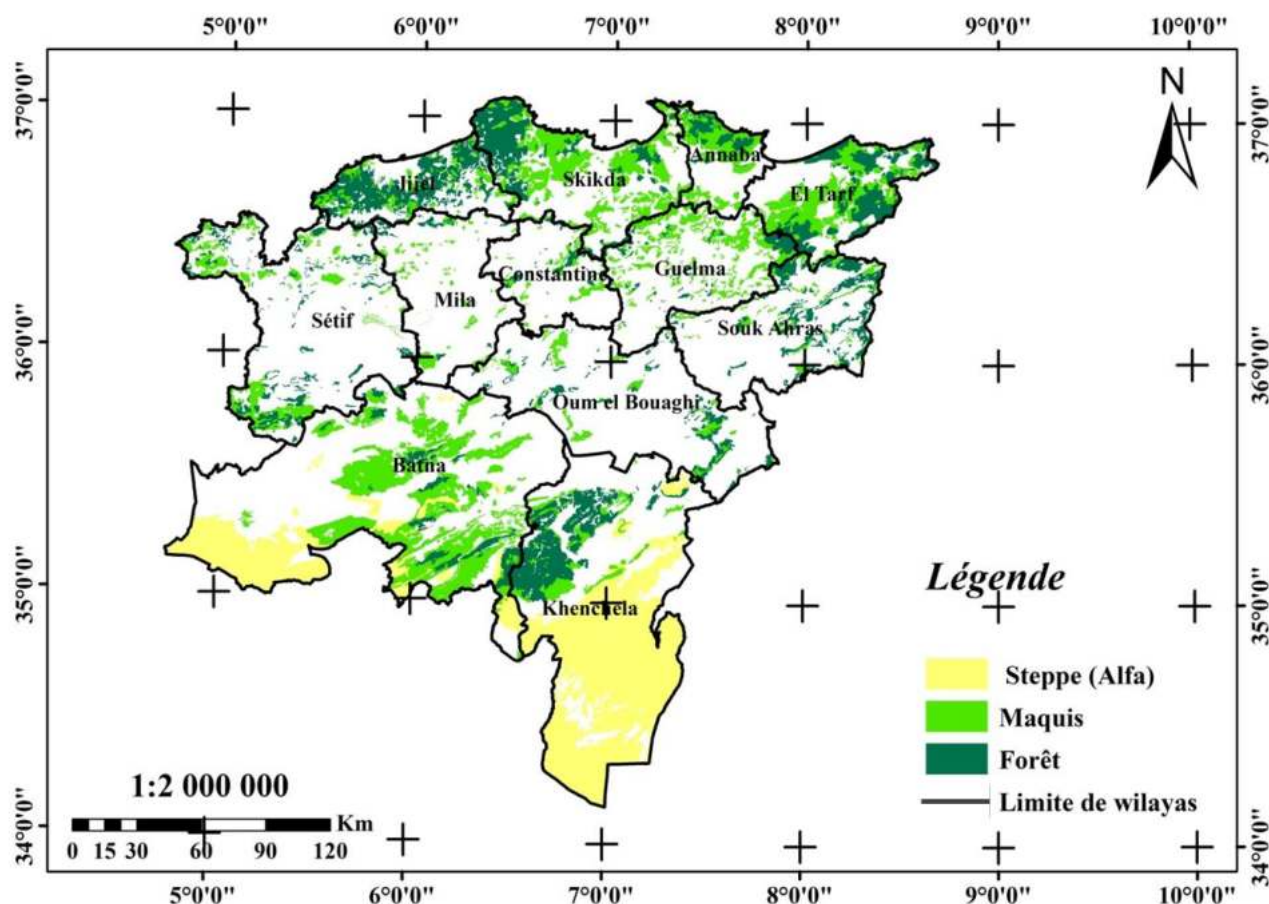 5°0'0" 6°0'0" 7°0'0" 8°0'0" 9°0'0" 10°0'0"
N
37°0'0"
37°0'0"
Annaba
Jijel
Skikda
El Tarf
Constantine
Guelma
Mila
Sétif
Souk Ahras
36°0'0"
36°0'0"
Oum el Bouaghi
Batna
35°0'0"
35°0'0"
Khenchela
Légende
Steppe (Alfa)
Maquis
Forêt
Limite de wilayas
1:2 000 000
Km
0 15 30 60 90 120
34°0'0"
34°0'0"
5°0'0" 6°0'0" 7°0'0" 8°0'0" 9°0'0" 10°0'0"